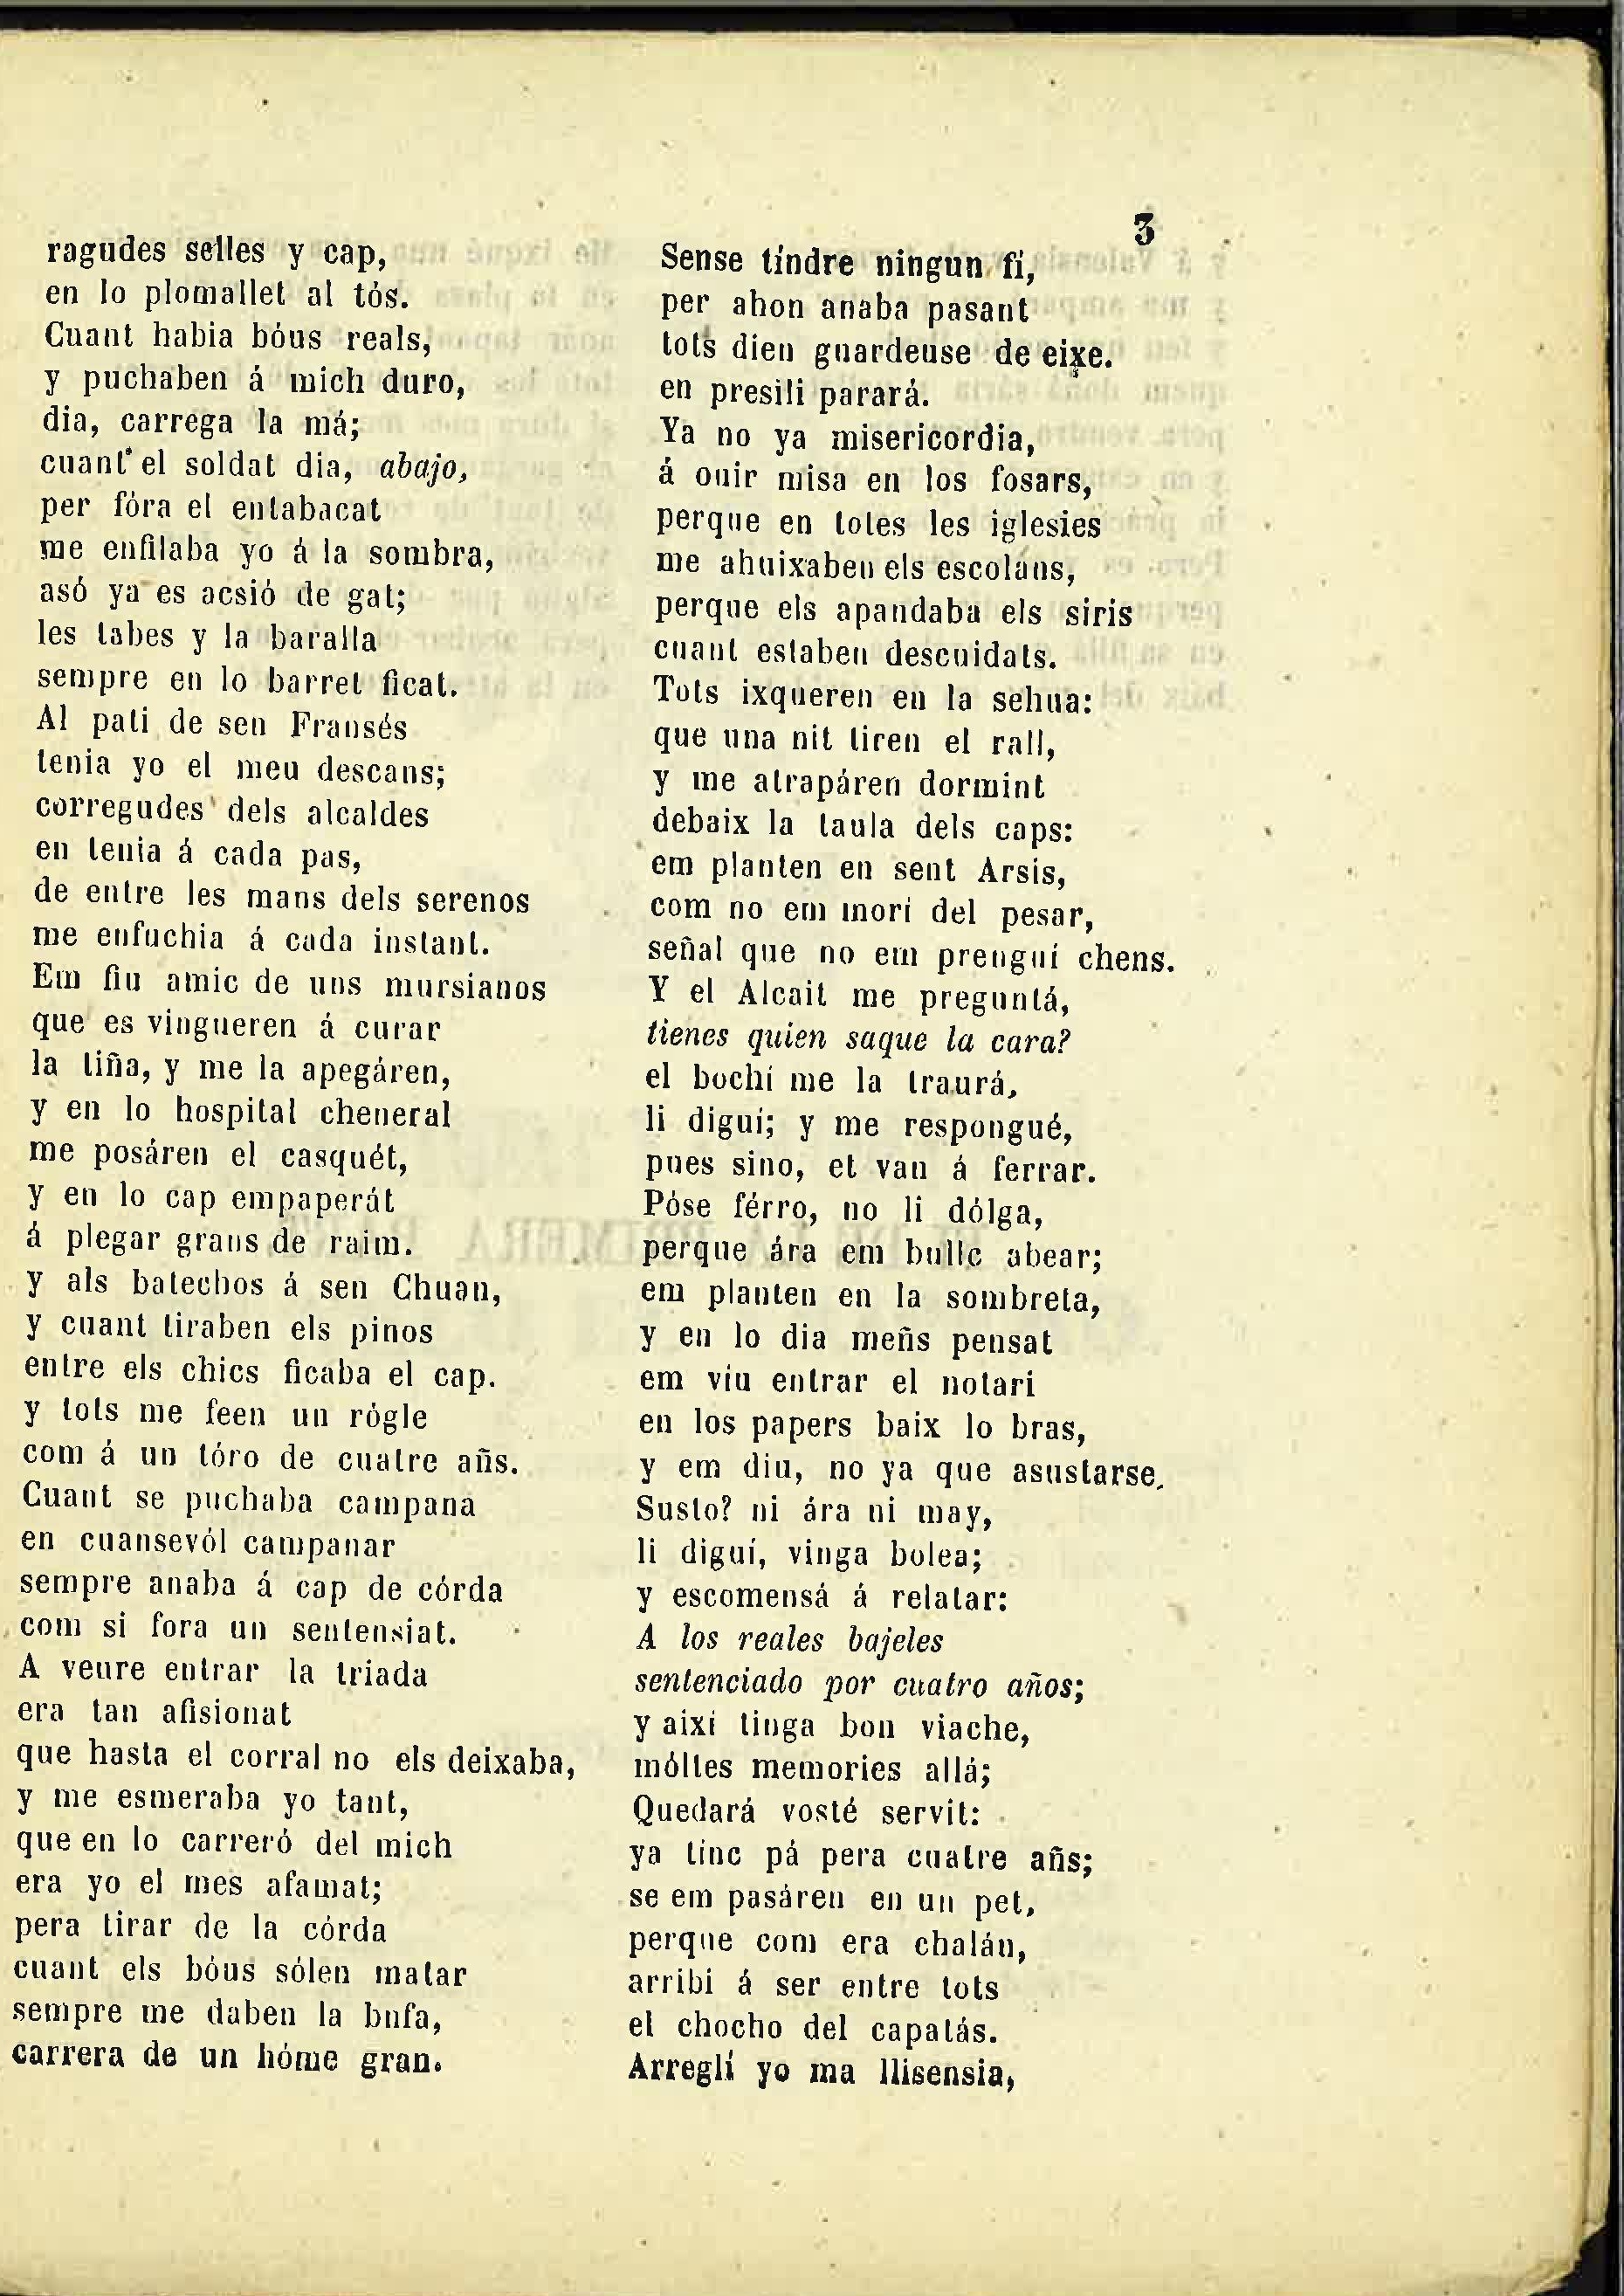 3
ragudes selles y cap,
en lo plomallet al tós.
Cuant habia bóus reals,
y puchaben á mich duro,
dia, carrega la má;
cuant el soldat dia, abajo,
per fóra el entabacat
me enfilaba yo á la sombra,
asó ya es acsió de gat;
les tabes y la baralla
sempre en lo barret ficat.
Al pati de sen Fransés
tenia yo el meu descans;
corregudes dels alcaldes
en tenia á cada pas,
de entre les mans dels serenos
me enfuchia á cada instant.
Em fiu amic de uns mursianos
que es vingueren á curar
la tiña, y me la apegáren,
y en lo hospital cheneral
me posáren el casquét,
y en lo cap empaperát
á plegar grans de raim.
y als batechos á sen Chuan,
y cuant tiraben els pinos
entre els chics ficaba el cap.
y tots me feen un rógle
com á un tóro de cuatre añs.
Cuant se puchaba campana
en cuansevól campanar
sempre anaba á cap de córda
com si fora un sentensiat.
A veure entrar la triada
era tan afisionat
que hasta el corral no els deixaba,
y me esmeraba yo tant,
que en lo carreró del mich
era yo el mes afamat;
pera tirar de la córda
cuant els bóus sólen matar
sempre me daben la bufa,
carrera de un hóme gran.
Sense tíndre ningun fí,
per ahon anaba pasant
tots dien guardeuse de eixe.
en presili parará.
Ya no ya misericordia,
á ouir misa en los fosars,
perque en totes les iglesies
me ahuixaben els escoláns,
perque els apandaba els siris
cuant estaben descuidats.
Tots ixqueren en la sehua:
que una nit tiren el rall,
y me atrapáren dormint
debaix la taula dels caps:
em planten en sent Arsis,
com no em morí del pesar,
señal que no em prenguí chens.
Y el Alcait me preguntá,
tienes quien saque la cara?
el bochí me la traurá,
li diguí; y me respongué,
pues sino, et van á ferrar.
Póse férro, no li dólga,
perque ára em bullc abear;
em planten en la sombreta,
y en lo dia meñs pensat
em víu entrar el notari
en los papers baix lo bras,
y em diu, no ya que asustarse.
Susto? ni ára ni may,
li diguí, vinga bolea;
y escomensá á relatar:
A los reales bajeles
sentenciado por cuatro años;
y així tinga bon viache,
móltes memories allá;
Quedará vosté servit:
ya tinc pá pera cuatre añs;
se em pasáren en un pet,
perque com era chalán,
arribi á ser entre tots
el chocho del capatás.
Arreglí yo ma llisensia,